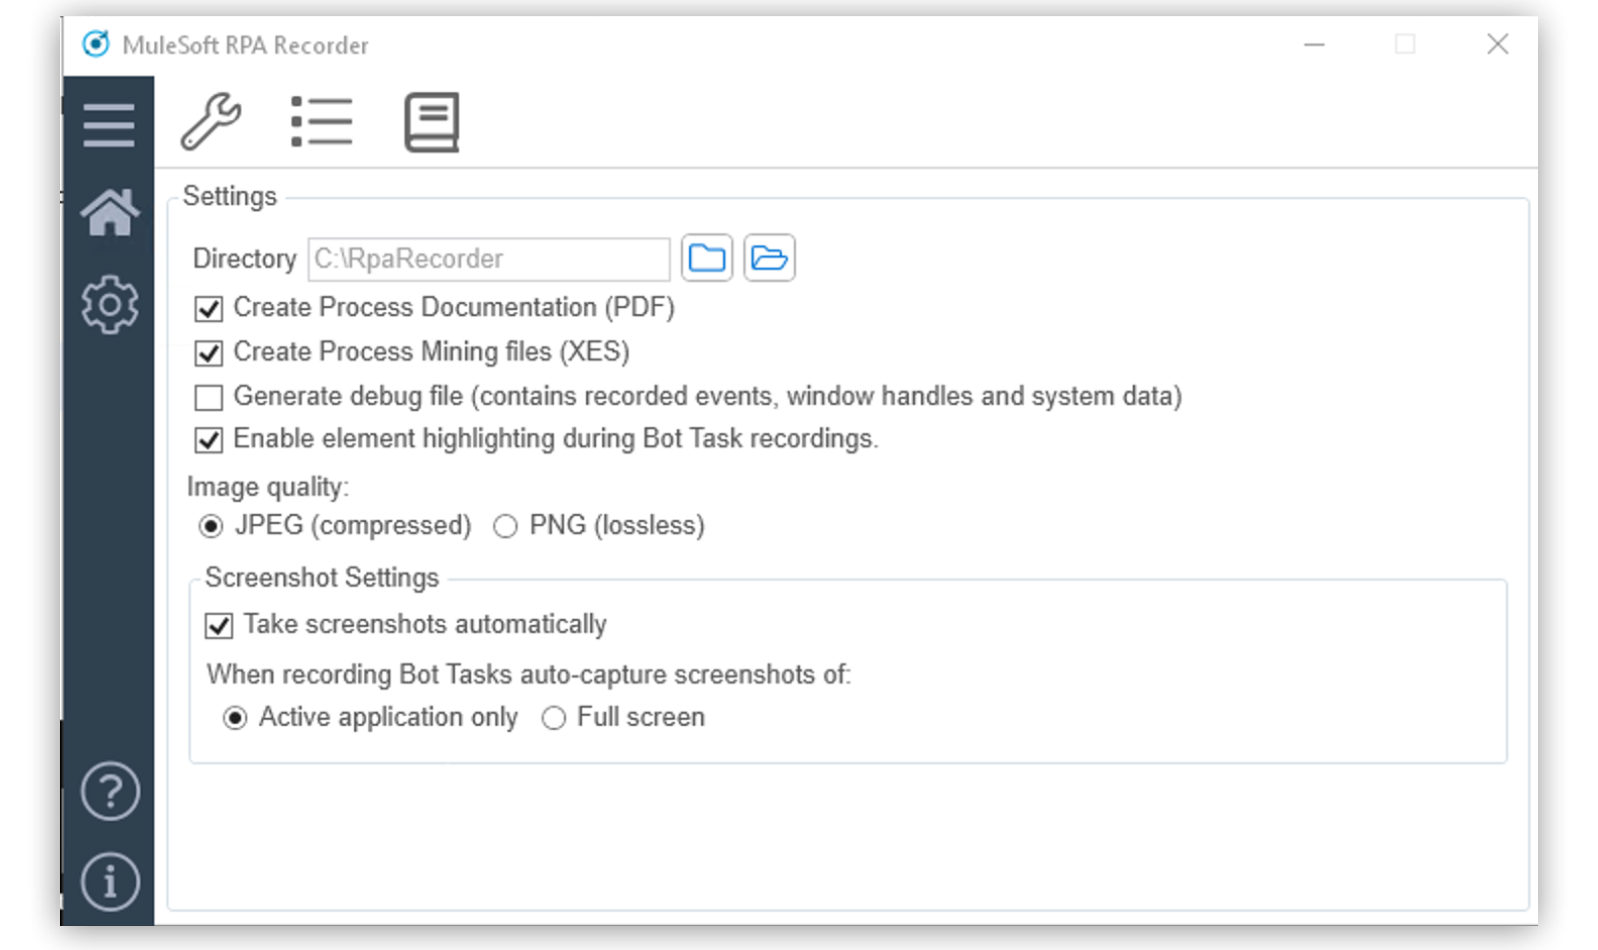 MuleSoft RPA Recorder
Settings
Directory C:\RpaRecorder
Create Process Documentation (PDF)
Create Process Mining files (XES)
Generate debug file (contains recorded events, window handles and system data)
Enable element highlighting during Bot Task recordings.
Image quality:
JPEG (compressed) PNG (lossless)
Screenshot Settings
Take screenshots automatically
When recording Bot Tasks auto-capture screenshots of:
Active application only Full screen